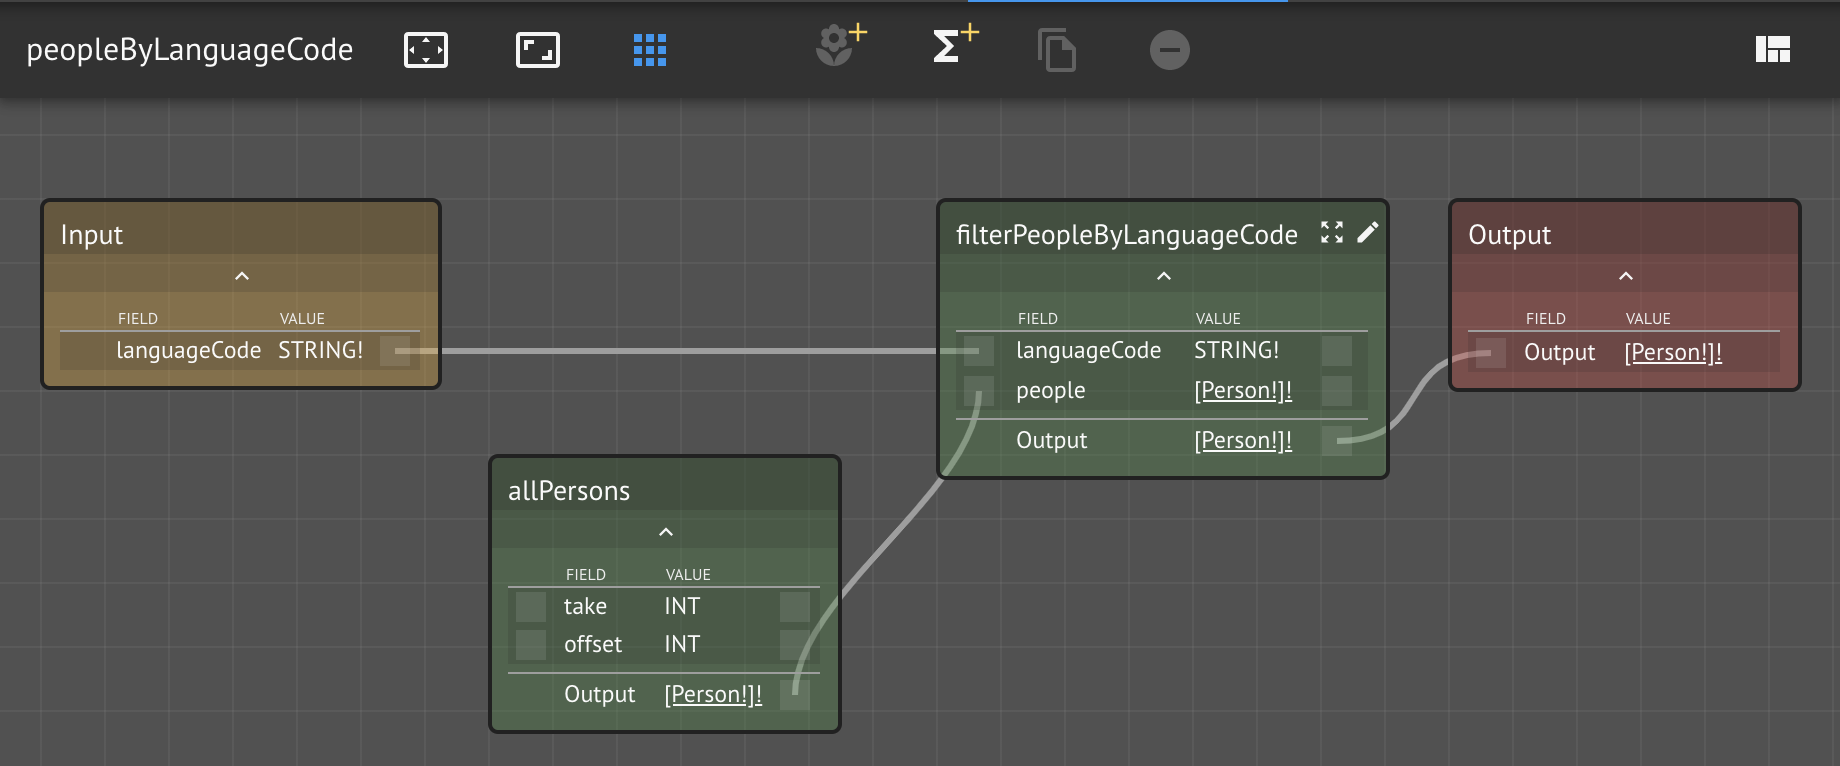 peopleByLanguageCode
Input
FIELD VALUE
languageCode STRING!
filterPeopleByLanguageCode
FIELD VALUE
languageCode STRING!
people [Person!]!
Output [Person!]!
Output
FIELD VALUE
Output [Person!]!
allPersons
FIELD VALUE
take INT
offset INT
Output [Person!]!